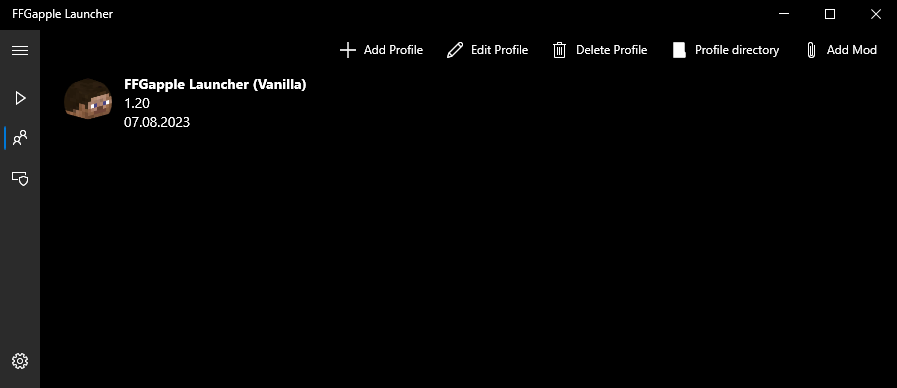 FFGapple Launcher
Add Profile
Edit Profile
Delete Profile
Profile directory
Add Mod
FFGapple Launcher (Vanilla)
1.20
07.08.2023